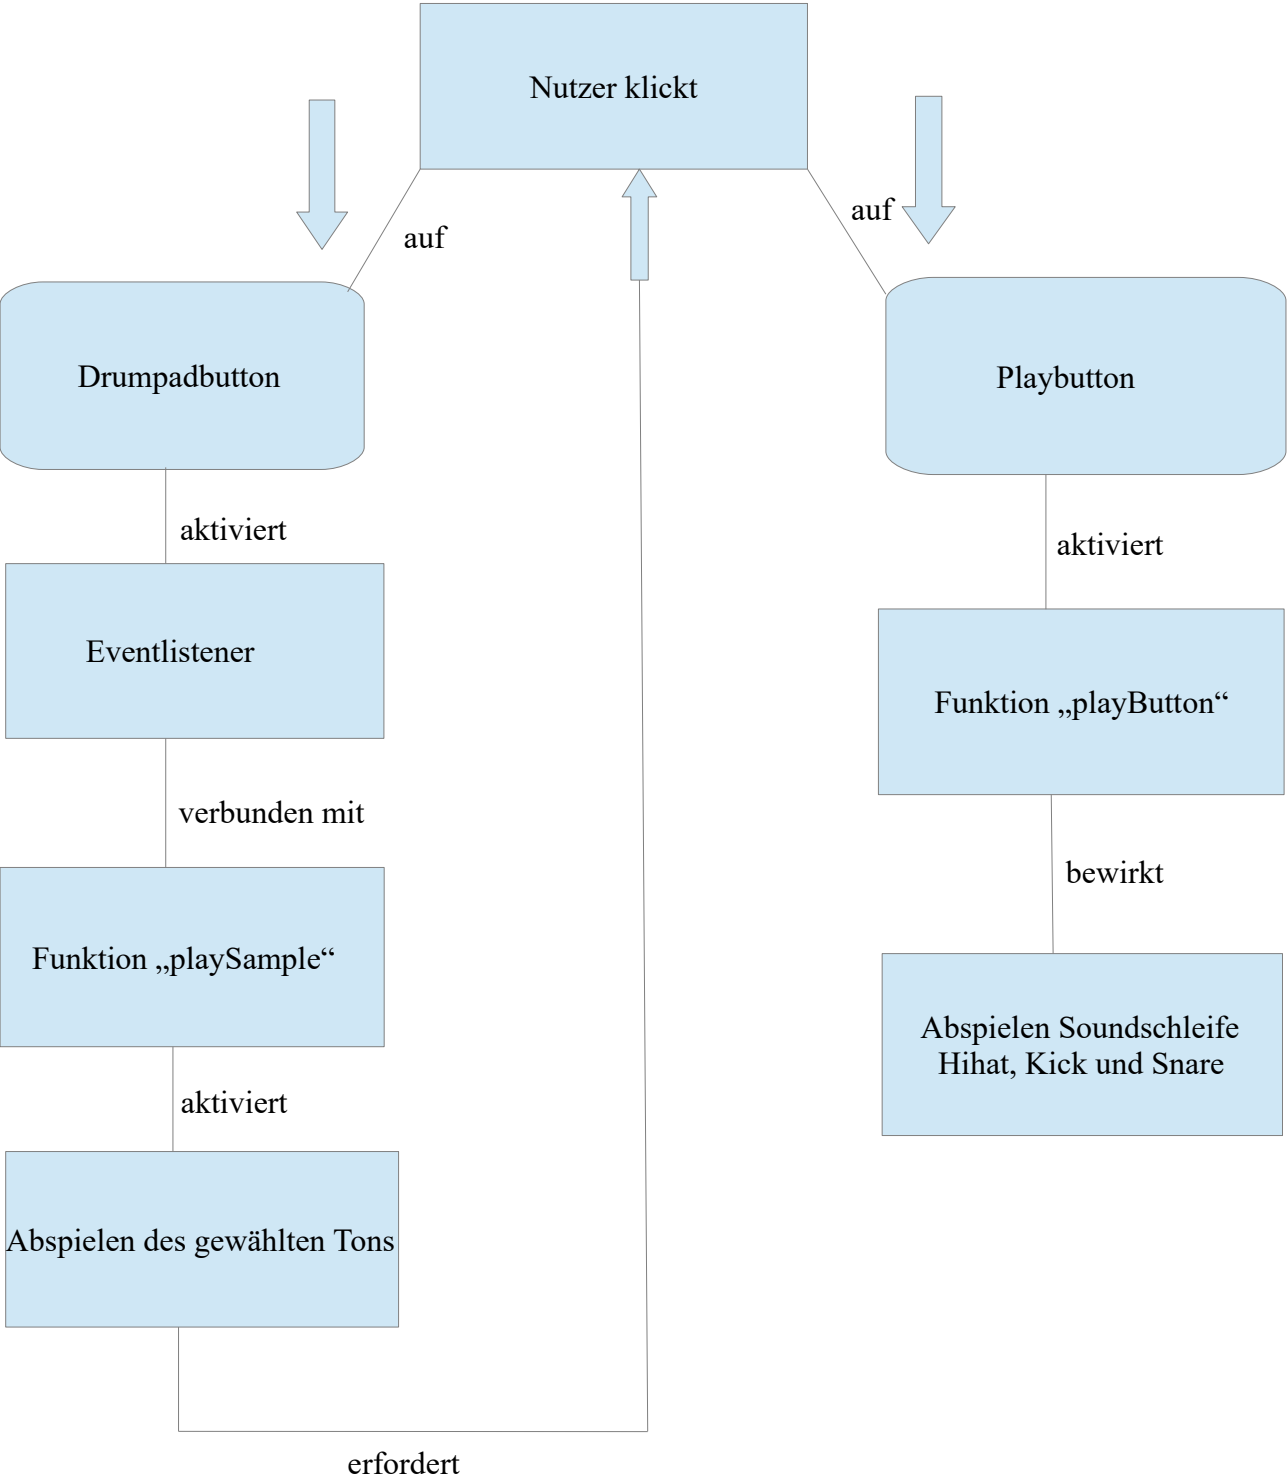 Nutzer klickt
auf
auf
Drumpadbutton
Playbutton
aktiviert
aktiviert
Eventlistener
Funktion „playButton“
verbunden mit
bewirkt
Funktion „playSample“
Abspielen Soundschleife
Hihat, Kick und Snare
aktiviert
Abspielen des gewählten Tons
erfordert